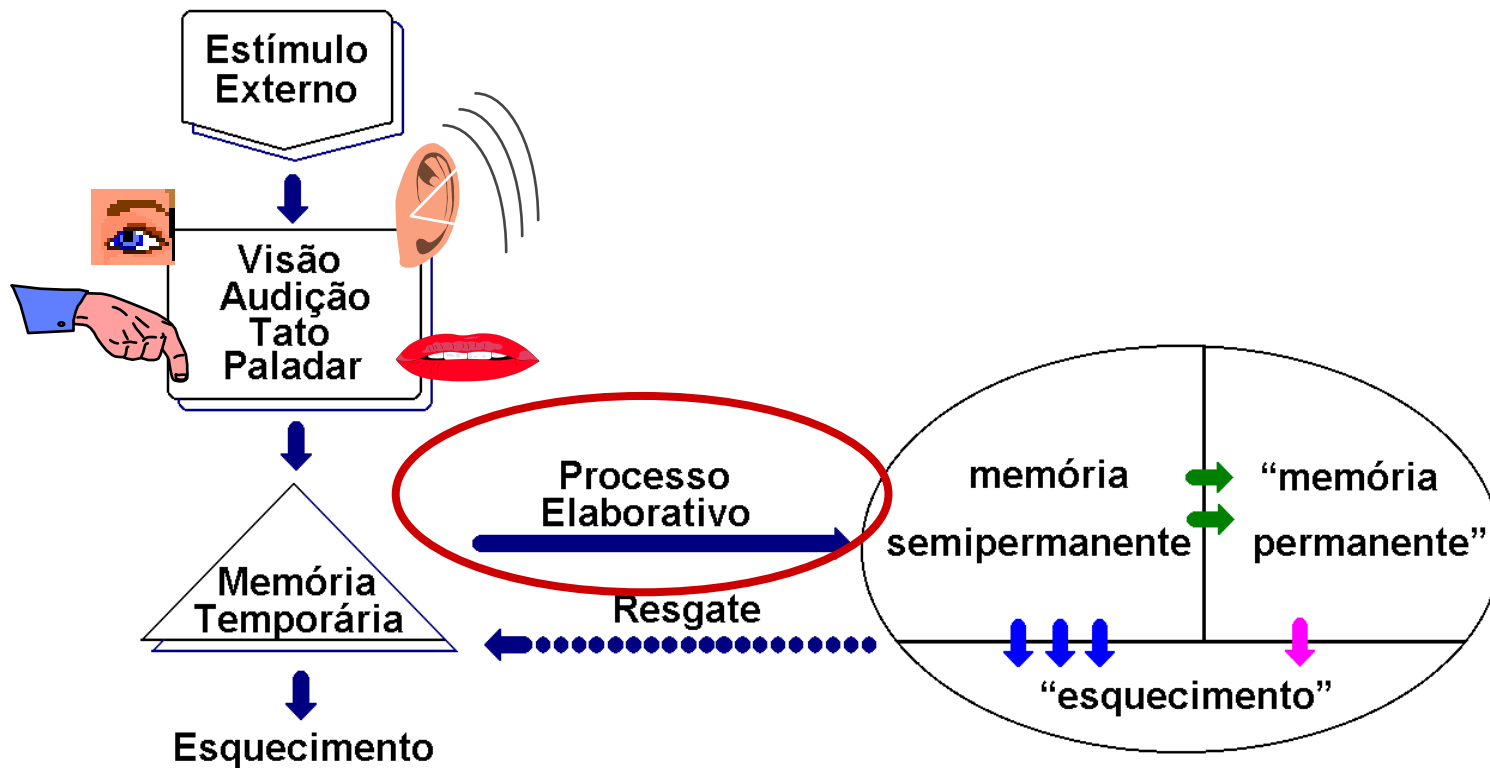 Estímulo
Externo
Visão
Audição
Tato
Paladar
Processo
Elaborativo
memória
semipermanente
“memória
permanente”
Memória
Temporária
Resgate
“esquecimento”
Esquecimento